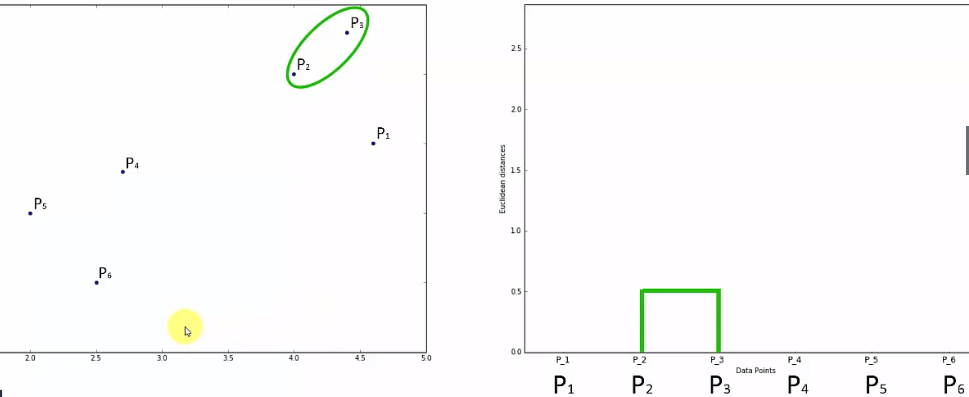 P₃
P₂
P₁
P₄
P₅
P₆
2.0 2.5 3.0 3.5 4.0 4.5 5.0
2.5
2.0
1.5
1.0
0.5
0.0
Euclidean distances
P_1 P_2 P_3 P_4 P_5 P_6
Data Points
P₁ P₂ P₃ P₄ P₅ P₆